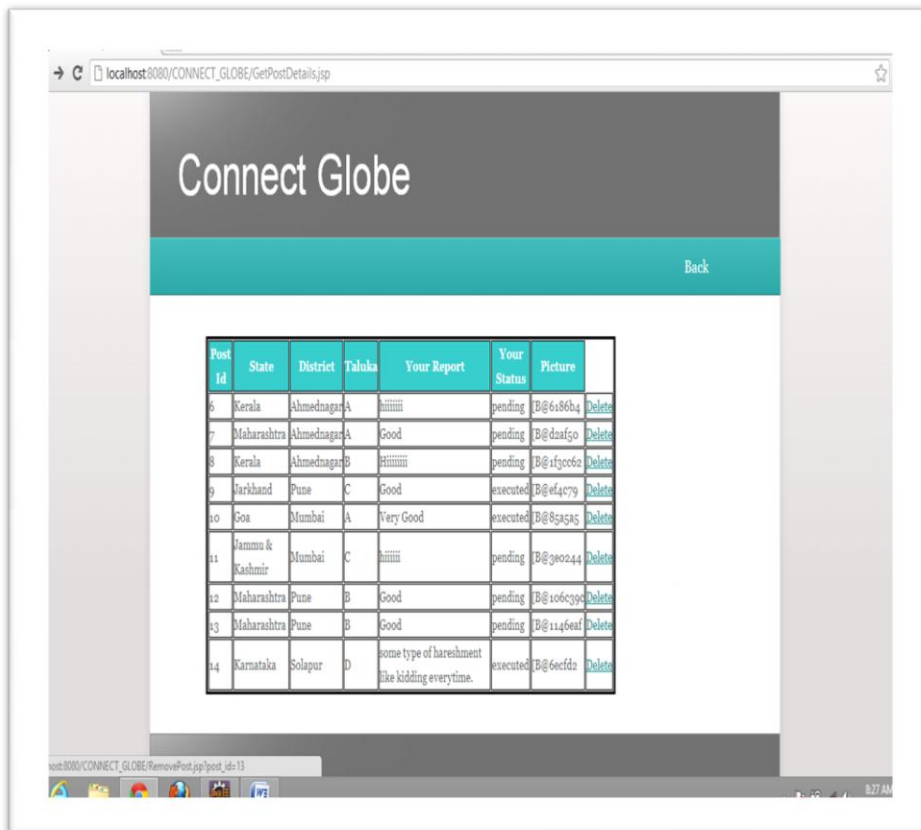 localhost:8080/CONNECT_GLOBE/GetPostDetails.jsp
Connect Globe
Back
Post Id State District Taluka Your Report Your Status Picture
6 Kerala Ahmednagar A hiiiiiii pending [B@6186b4 Delete
7 Maharashtra Ahmednagar A Good pending [B@d2af50 Delete
8 Kerala Ahmednagar B Hiiiiiiii pending [B@1f3cc62 Delete
9 Jarkhand Pune C Good executed [B@ef4c79 Delete
10 Goa Mumbai A Very Good executed [B@85a5a5 Delete
11 Jammu & Kashmir Mumbai C hiiiiii pending [B@3e0244 Delete
12 Maharashtra Pune B Good pending [B@106c39c Delete
13 Maharashtra Pune B Good pending [B@1146eaf Delete
14 Karnataka Solapur D some type of hareshment like kidding everytime. executed [B@6ecfd2 Delete
host:8080/CONNECT_GLOBE/RemovePost.jsp?post_id=13
8:27 AM